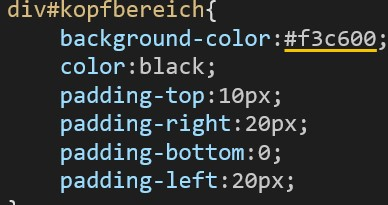 div#kopfbereich{
background-color:#f3c600;
color:black;
padding-top:10px;
padding-right:20px;
padding-bottom:0;
padding-left:20px;
}